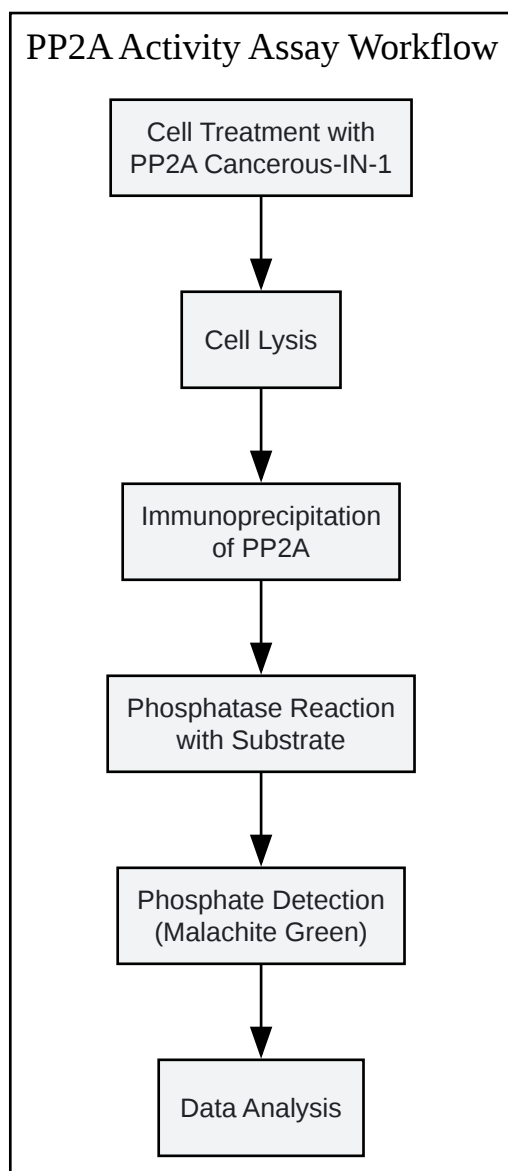 PP2A Activity Assay Workflow
Cell Treatment with
PP2A Cancerous-IN-1
Cell Lysis
Immunoprecipitation
of PP2A
Phosphatase Reaction
with Substrate
Phosphate Detection
(Malachite Green)
Data Analysis